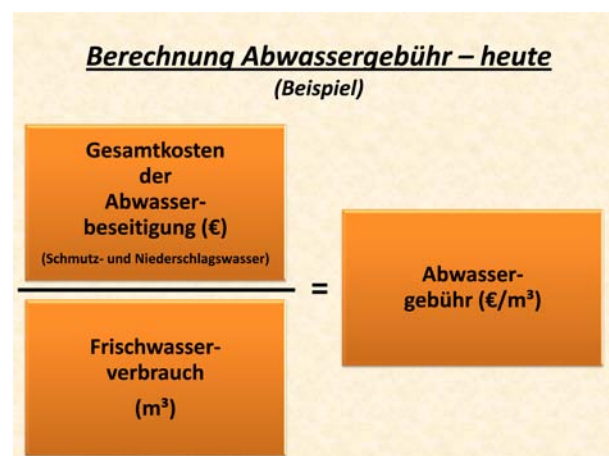 Berechnung Abwassergebühr – heute
(Beispiel)
Gesamtkosten
der
Abwasser-
beseitigung (€)
(Schmutz- und Niederschlagswasser)
=
Abwasser-
gebühr (€/m³)
Frischwasser-
verbrauch
(m³)